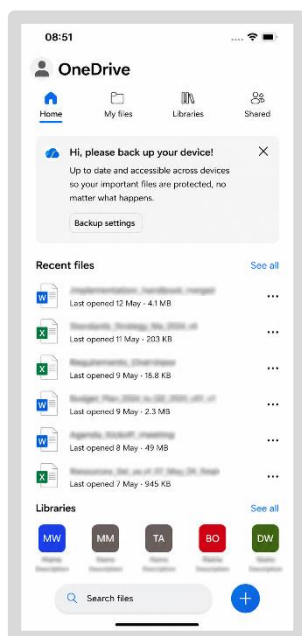 08:51
OneDrive
Home My files Libraries Shared
Hi, please back up your device!
Up to date and accessible across devices
so your important files are protected, no
matter what happens.
Backup settings
Recent files See all
W
Last opened 12 May · 4.1 MB
X
Last opened 11 May · 203 KB
X
Last opened 9 May · 16.8 KB
W
Last opened 9 May · 2.3 MB
W
Last opened 8 May · 49 MB
X
Last opened 7 May · 945 KB
Libraries See all
MW MM TA BO DW
Search files